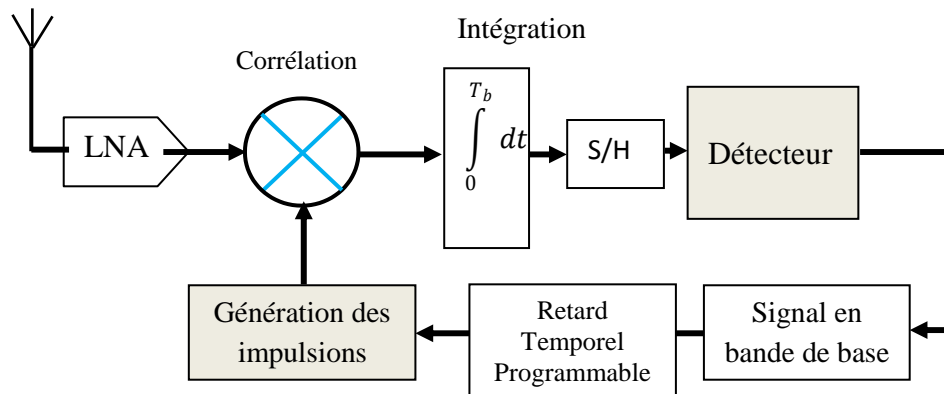 Intégration
Corrélation
LNA
T_b
∫ dt
0
S/H
Détecteur
Génération des
impulsions
Retard
Temporel
Programmable
Signal en
bande de base